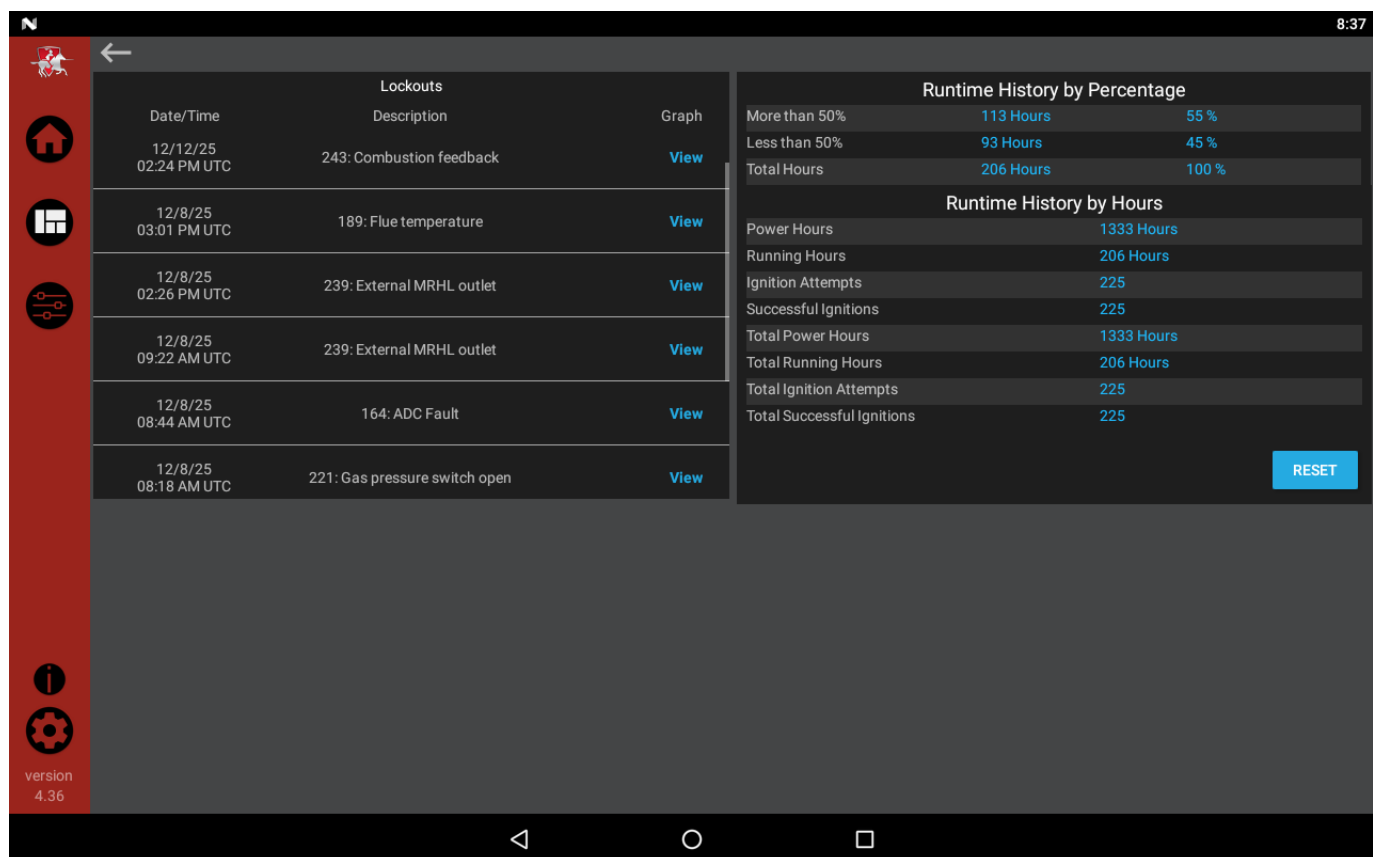 8:37
Lockouts
Date/Time Description Graph
12/12/25
02:24 PM UTC
243: Combustion feedback
View
12/8/25
03:01 PM UTC
189: Flue temperature
View
12/8/25
02:26 PM UTC
239: External MRHL outlet
View
12/8/25
09:22 AM UTC
239: External MRHL outlet
View
12/8/25
08:44 AM UTC
164: ADC Fault
View
12/8/25
08:18 AM UTC
221: Gas pressure switch open
View
Runtime History by Percentage
More than 50% 113 Hours 55 %
Less than 50% 93 Hours 45 %
Total Hours 206 Hours 100 %
Runtime History by Hours
Power Hours 1333 Hours
Running Hours 206 Hours
Ignition Attempts 225
Successful Ignitions 225
Total Power Hours 1333 Hours
Total Running Hours 206 Hours
Total Ignition Attempts 225
Total Successful Ignitions 225
RESET
version
4.36